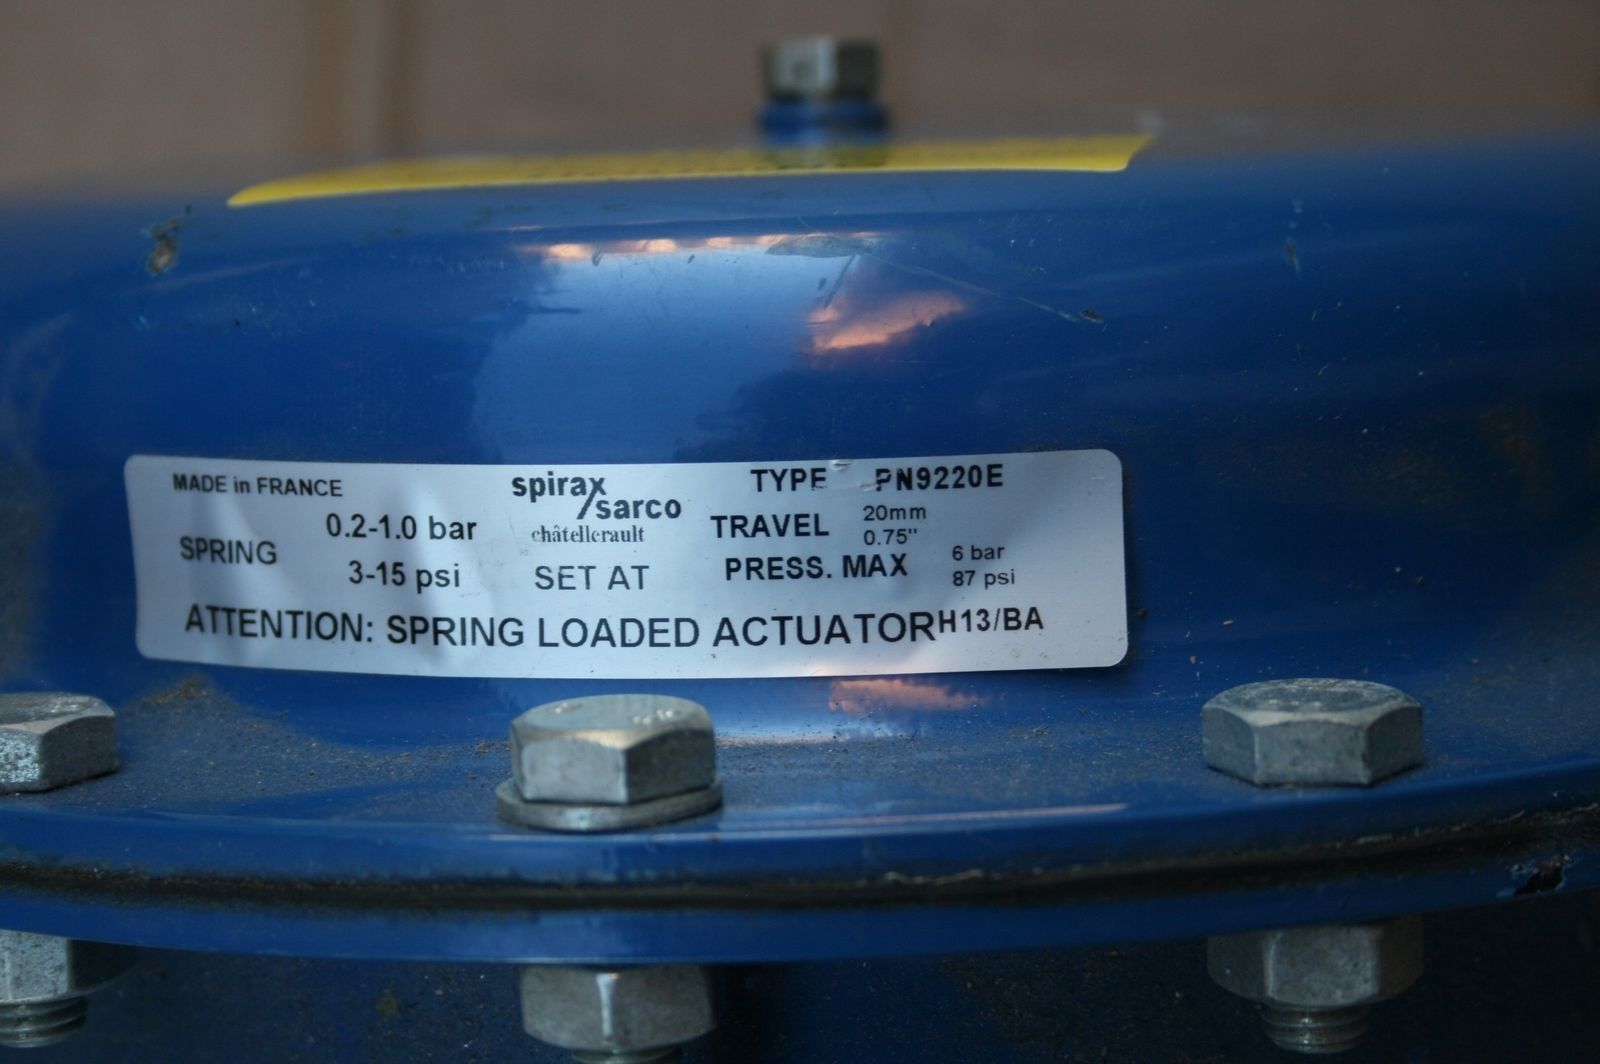 MADE in FRANCE
spirax
sarco
châtellerault
TYPE PN9220E
SPRING
0.2-1.0 bar
3-15 psi
SET AT
TRAVEL
20mm
0.75"
PRESS. MAX
6 bar
87 psi
ATTENTION: SPRING LOADED ACTUATOR H13/BA